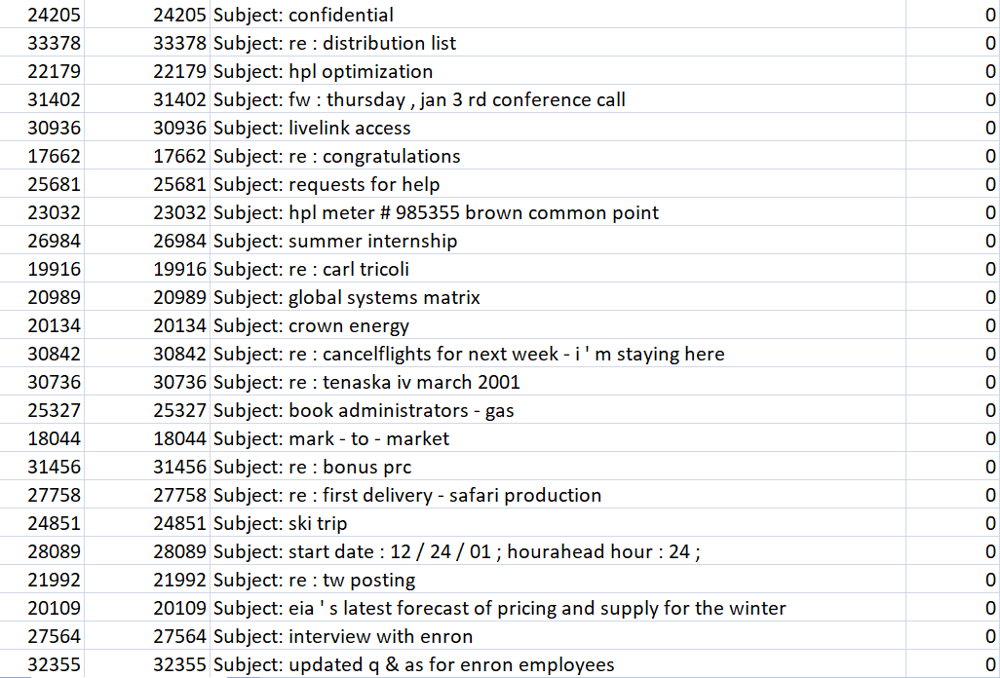 24205 24205 Subject: confidential 0
33378 33378 Subject: re : distribution list 0
22179 22179 Subject: hpl optimization 0
31402 31402 Subject: fw : thursday , jan 3 rd conference call 0
30936 30936 Subject: livelink access 0
17662 17662 Subject: re : congratulations 0
25681 25681 Subject: requests for help 0
23032 23032 Subject: hpl meter # 985355 brown common point 0
26984 26984 Subject: summer internship 0
19916 19916 Subject: re : carl tricoli 0
20989 20989 Subject: global systems matrix 0
20134 20134 Subject: crown energy 0
30842 30842 Subject: re : cancelflights for next week - i ' m staying here 0
30736 30736 Subject: re : tenaska iv march 2001 0
25327 25327 Subject: book administrators - gas 0
18044 18044 Subject: mark - to - market 0
31456 31456 Subject: re : bonus prc 0
27758 27758 Subject: re : first delivery - safari production 0
24851 24851 Subject: ski trip 0
28089 28089 Subject: start date : 12 / 24 / 01 ; hourahead hour : 24 ; 0
21992 21992 Subject: re : tw posting 0
20109 20109 Subject: eia ' s latest forecast of pricing and supply for the winter 0
27564 27564 Subject: interview with enron 0
32355 32355 Subject: updated q & as for enron employees 0